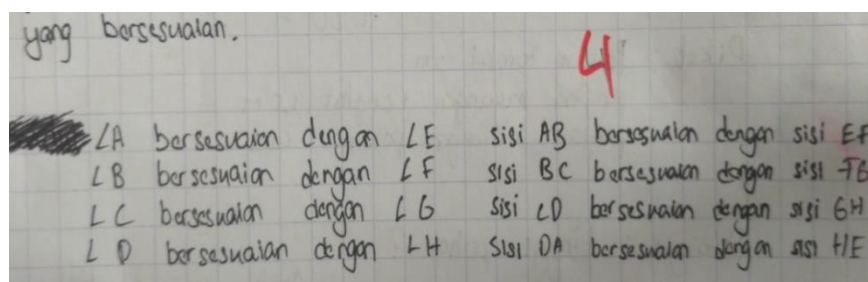 yang bersesuaian.
4
∠A bersesuaian dengan ∠E sisi AB bersesuaian dengan sisi EF
∠B bersesuaian dengan ∠F sisi BC bersesuaian dengan sisi FG
∠C bersesuaian dengan ∠G sisi CD bersesuaian dengan sisi GH
∠D bersesuaian dengan ∠H sisi DA bersesuaian dengan sisi HE